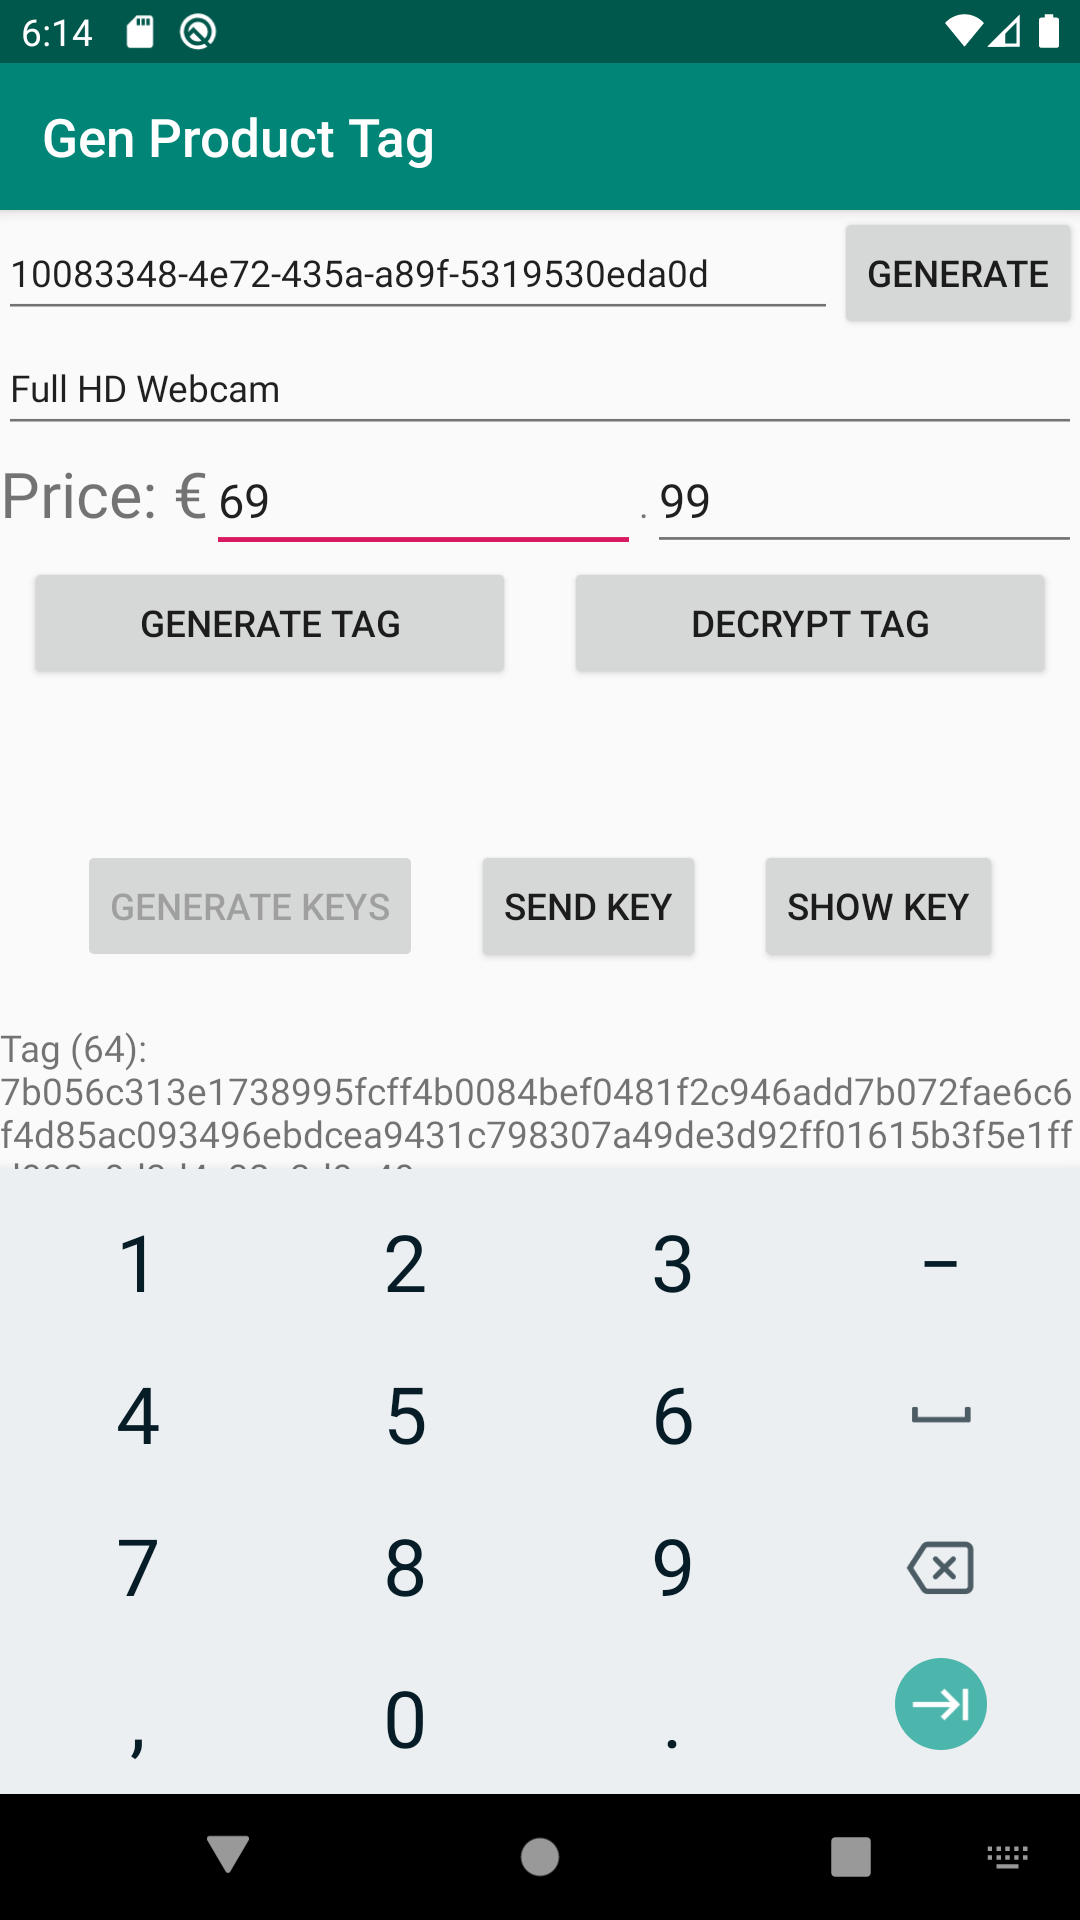 6:14
Gen Product Tag
10083348-4e72-435a-a89f-5319530eda0d GENERATE
Full HD Webcam
Price: € 69 . 99
GENERATE TAG DECRYPT TAG
GENERATE KEYS SEND KEY SHOW KEY
Tag (64):
7b056c313e1738995fcff4b0084bef0481f2c946add7b072fae6c6
f4d85ac093496ebdcea9431c798307a49de3d92ff01615b3f5e1ff
1 2 3 –
4 5 6
7 8 9
, 0 .